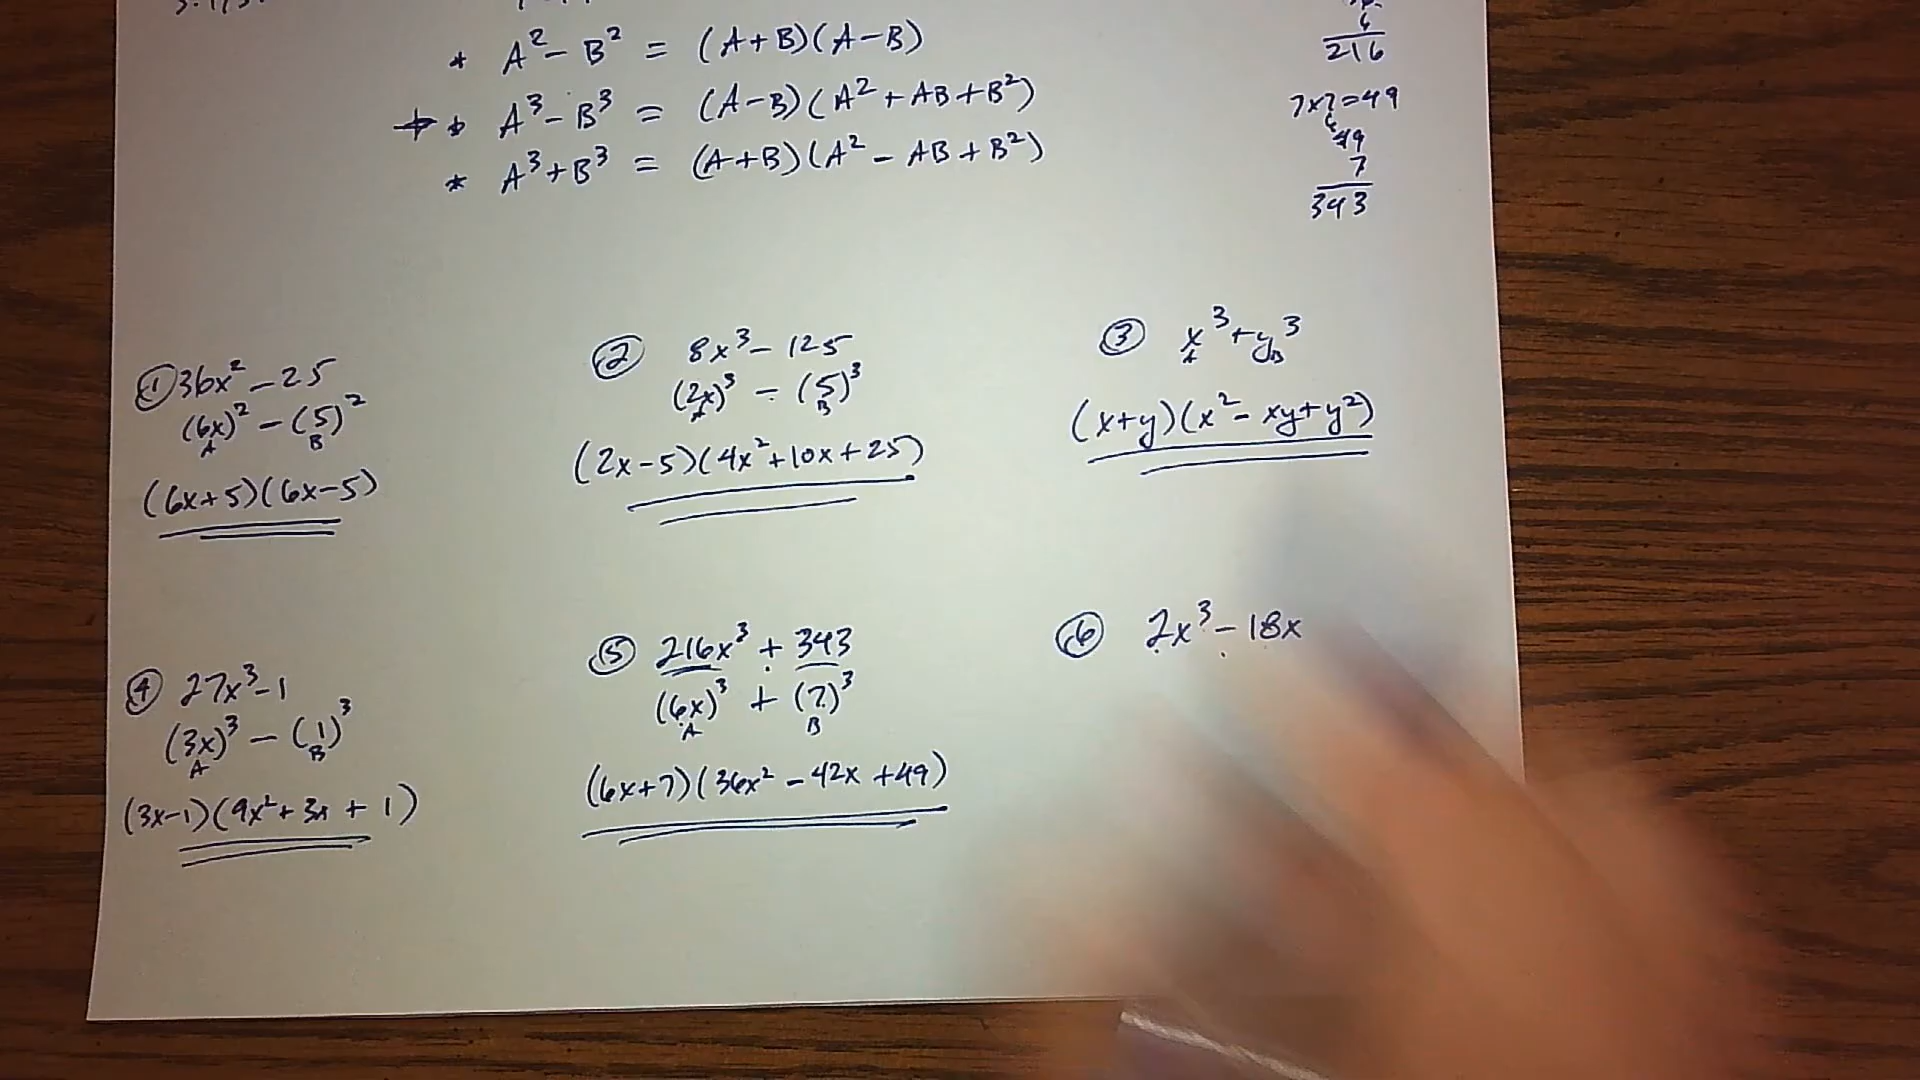 * A² - B² = (A+B)(A-B)
* A³ - B³ = (A-B)(A² + AB + B²)
* A³ + B³ = (A+B)(A² - AB + B²)
6
216
7x7=49
49
7
343
① 36x² - 25
(6x)² - (5)²
A B
(6x+5)(6x-5)
② 8x³ - 125
(2x)³ - (5)³
A B
(2x-5)(4x²+10x+25)
③ x³ + y³
A B
(x+y)(x² - xy + y²)
④ 27x³ - 1
(3x)³ - (1)³
A B
(3x-1)(9x² + 3x + 1)
⑤ 216x³ + 343
(6x)³ + (7)³
A B
(6x+7)(36x² - 42x + 49)
⑥ 2x³ - 18x